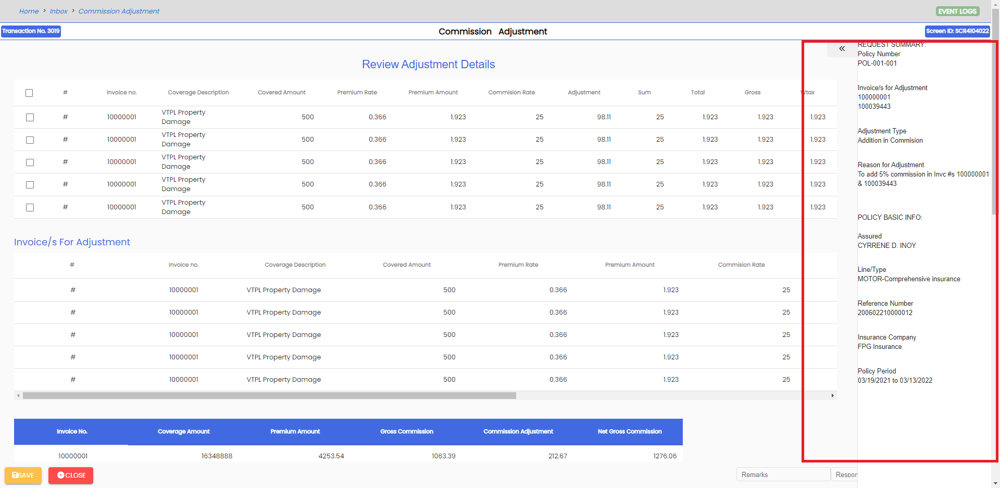 Home > Inbox > Commission Adjustment
EVENT LOGS
Transaction No. 3019
Commission Adjustment
Screen ID: SCR4104022
Review Adjustment Details
# Invoice no. Coverage Description Covered Amount Premium Rate Premium Amount Commision Rate Adjustment Sum Total Gross Wtax
# 10000001 VTPL Property Damage 500 0.366 1.923 25 98.11 25 1.923 1.923 1.923
# 10000001 VTPL Property Damage 500 0.366 1.923 25 98.11 25 1.923 1.923 1.923
# 10000001 VTPL Property Damage 500 0.366 1.923 25 98.11 25 1.923 1.923 1.923
# 10000001 VTPL Property Damage 500 0.366 1.923 25 98.11 25 1.923 1.923 1.923
# 10000001 VTPL Property Damage 500 0.366 1.923 25 98.11 25 1.923 1.923 1.923
Invoice/s For Adjustment
# Invoice no. Coverage Description Covered Amount Premium Rate Premium Amount Commision Rate
# 10000001 VTPL Property Damage 500 0.366 1.923 25
# 10000001 VTPL Property Damage 500 0.366 1.923 25
# 10000001 VTPL Property Damage 500 0.366 1.923 25
# 10000001 VTPL Property Damage 500 0.366 1.923 25
# 10000001 VTPL Property Damage 500 0.366 1.923 25
Invoice No. Coverage Amount Premium Amount Gross Commission Commission Adjustment Net Gross Commission
10000001 16348888 4253.54 1063.39 212.67 1276.06
SAVE
CLOSE
Remarks
Respor
«
REQUEST SUMMARY:
Policy Number
POL-001-001
Invoice/s for Adjustment
100000001
100039443
Adjustment Type
Addition in Commision
Reason for Adjustment
To add 5% commission in Invc #s 100000001
& 100039443
POLICY BASIC INFO:
Assured
CYRRENE D. INOY
Line/Type
MOTOR-Comprehensive insurance
Reference Number
200602210000012
Insurance Company
FPG Insurance
Policy Period
03/19/2021 to 03/13/2022